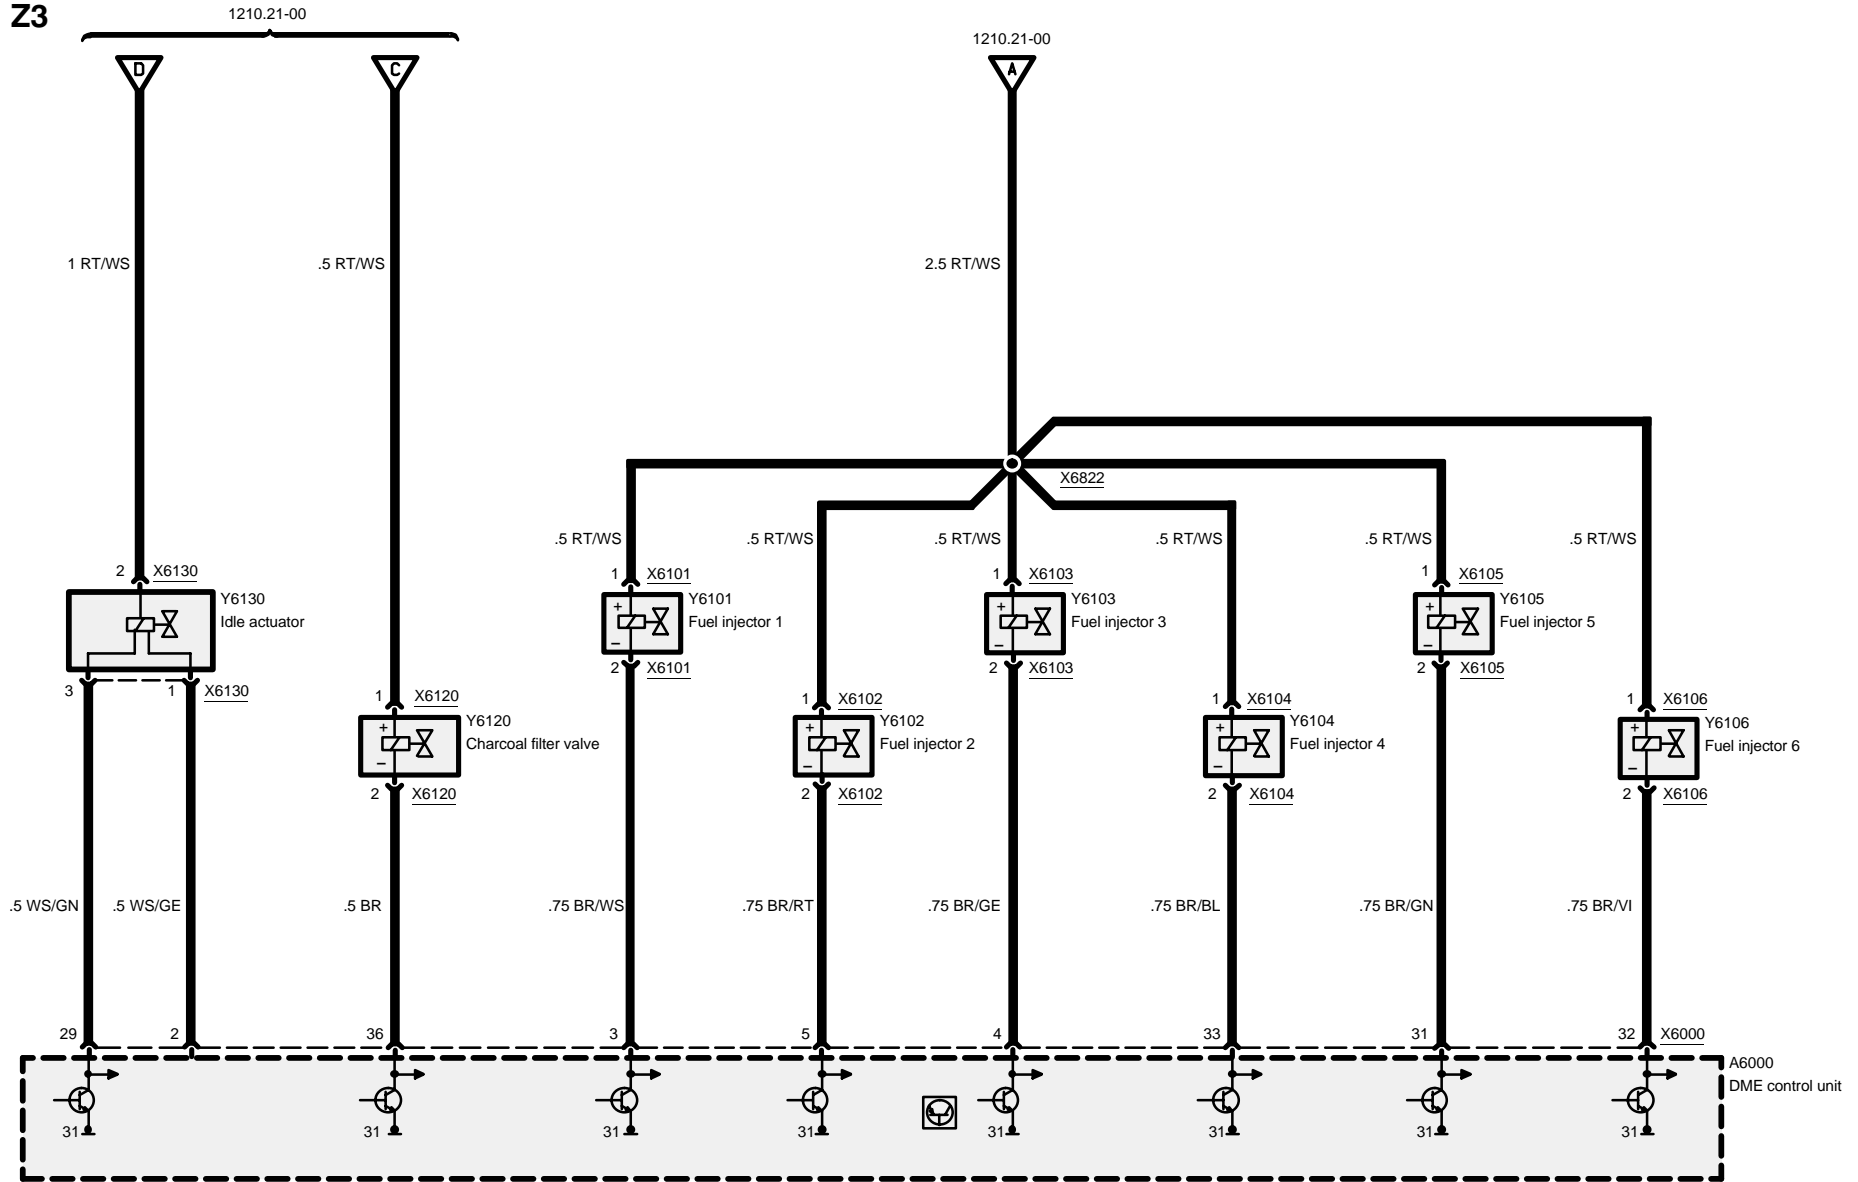 Z3
1210.21-00
1210.21-00
D
C
A
1 RT/WS
.5 RT/WS
2.5 RT/WS
X6822
.5 RT/WS
.5 RT/WS
.5 RT/WS
.5 RT/WS
.5 RT/WS
.5 RT/WS
2 X6130
1 X6101
1 X6103
1 X6105
Y6130
Idle actuator
+
–
Y6101
Fuel injector 1
+
–
Y6103
Fuel injector 3
+
–
Y6105
Fuel injector 5
2 X6101
2 X6103
2 X6105
3
1 X6130
1 X6120
1 X6102
1 X6104
1 X6106
+
–
Y6120
Charcoal filter valve
+
–
Y6102
Fuel injector 2
+
–
Y6104
Fuel injector 4
+
–
Y6106
Fuel injector 6
2 X6120
2 X6102
2 X6104
2 X6106
.5 WS/GN
.5 WS/GE
.5 BR
.75 BR/WS
.75 BR/RT
.75 BR/GE
.75 BR/BL
.75 BR/GN
.75 BR/VI
29
2
36
3
5
4
33
31
32 X6000
A6000
DME control unit
31
31
31
31
31
31
31
31